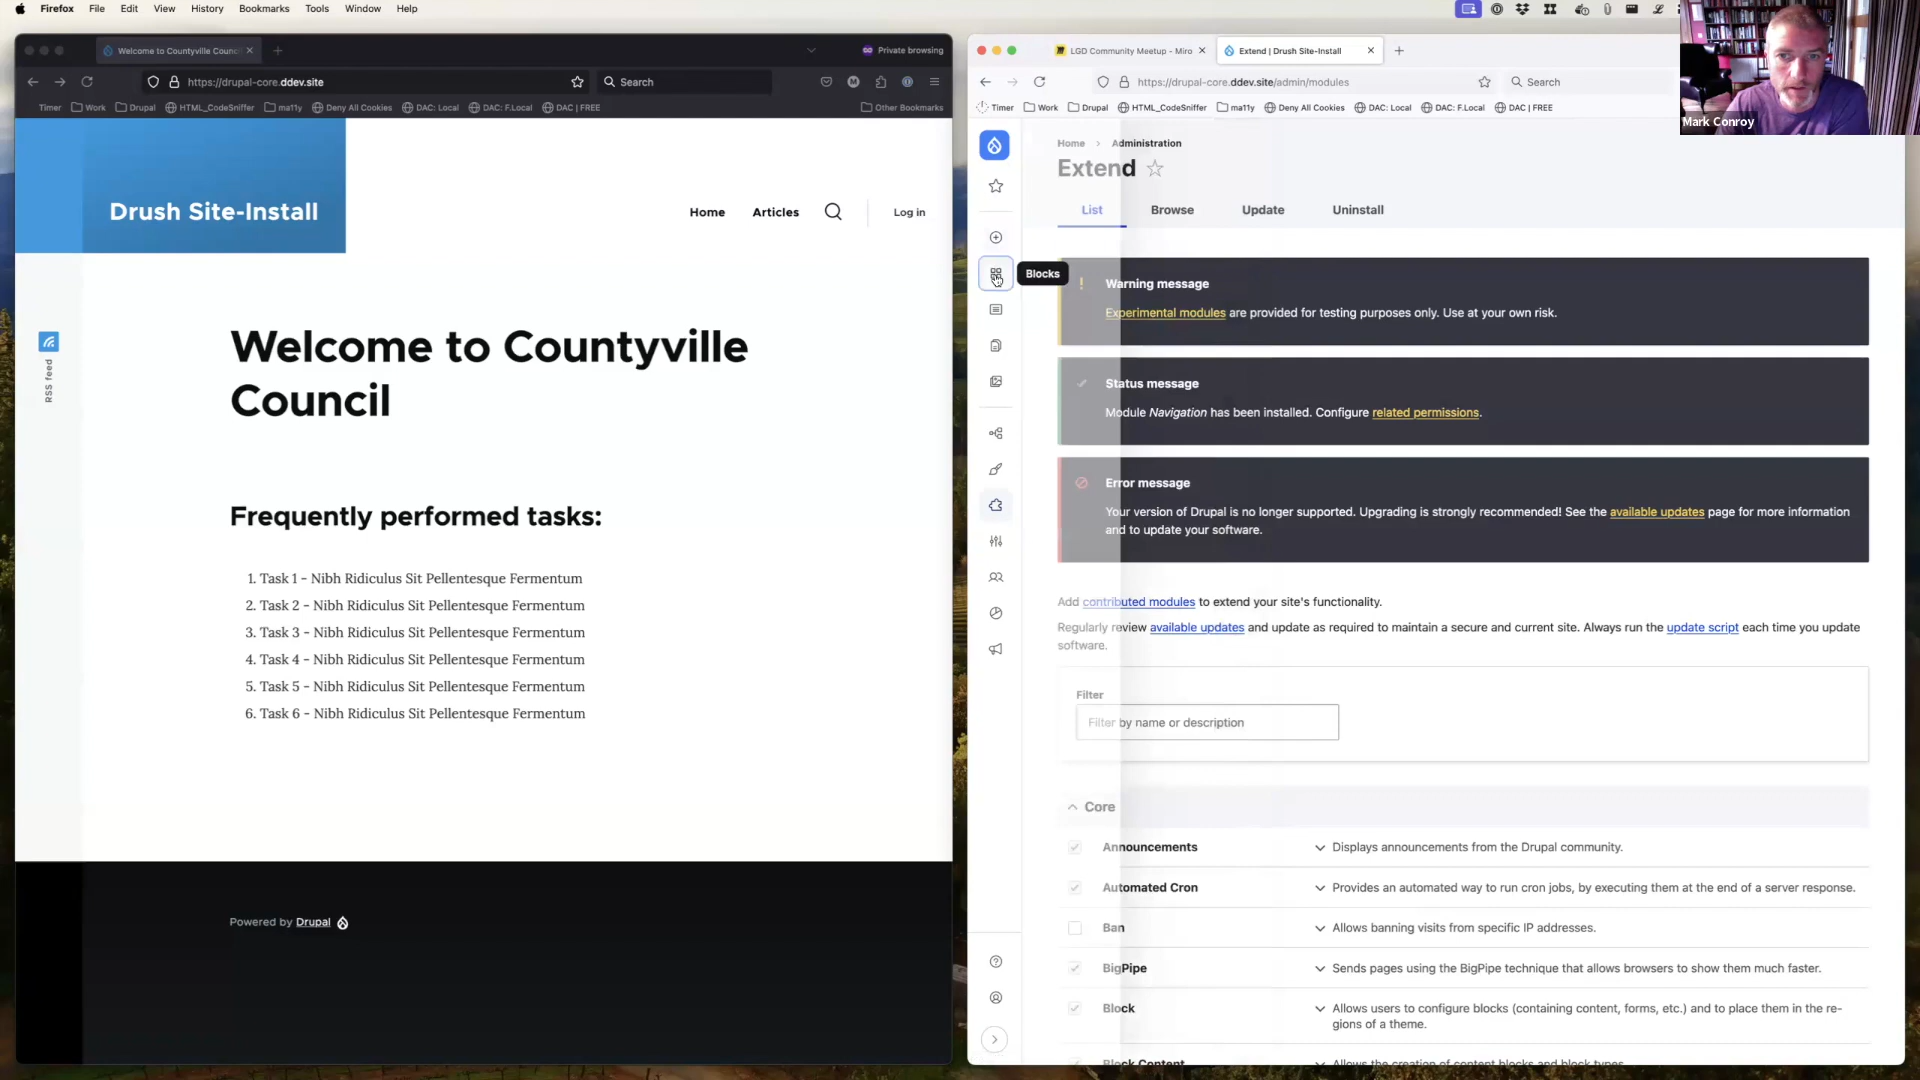 Firefox File Edit View History Bookmarks Tools Window Help
Welcome to Countyville Counc
Private browsing
https://drupal-core.ddev.site
Search
Timer Work Drupal HTML_CodeSniffer ma11y Deny All Cookies DAC: Local DAC: F.Local DAC | FREE Other Bookmarks
Drush Site-Install
Home
Articles
Log in
RSS feed
Welcome to Countyville
Council
Frequently performed tasks:
1. Task 1 - Nibh Ridiculus Sit Pellentesque Fermentum
2. Task 2 - Nibh Ridiculus Sit Pellentesque Fermentum
3. Task 3 - Nibh Ridiculus Sit Pellentesque Fermentum
4. Task 4 - Nibh Ridiculus Sit Pellentesque Fermentum
5. Task 5 - Nibh Ridiculus Sit Pellentesque Fermentum
6. Task 6 - Nibh Ridiculus Sit Pellentesque Fermentum
Powered by Drupal
LGD Community Meetup - Miro
Extend | Drush Site-Install
https://drupal-core.ddev.site/admin/modules
Search
Timer Work Drupal HTML_CodeSniffer ma11y Deny All Cookies DAC: Local DAC: F.Local DAC | FREE
Mark Conroy
Home > Administration
Extend
List Browse Update Uninstall
Blocks
Warning message
Experimental modules are provided for testing purposes only. Use at your own risk.
Status message
Module Navigation has been installed. Configure related permissions.
Error message
Your version of Drupal is no longer supported. Upgrading is strongly recommended! See the available updates page for more information
and to update your software.
Add contributed modules to extend your site's functionality.
Regularly review available updates and update as required to maintain a secure and current site. Always run the update script each time you update
software.
Filter
Filter by name or description
Core
Announcements Displays announcements from the Drupal community.
Automated Cron Provides an automated way to run cron jobs, by executing them at the end of a server response.
Ban Allows banning visits from specific IP addresses.
BigPipe Sends pages using the BigPipe technique that allows browsers to show them much faster.
Block Allows users to configure blocks (containing content, forms, etc.) and to place them in the re-
gions of a theme.
Block Content Allows the creation of content blocks and block types.